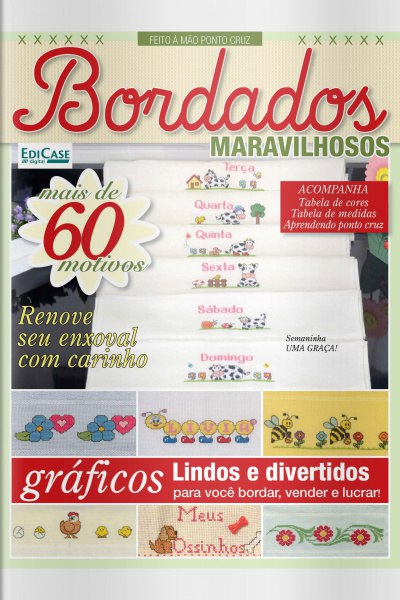 FEITO À MÃO PONTO CRUZ
Bordados
MARAVILHOSOS
EDICASE
digital
mais de
60
motivos
Terça
Quarta
Quinta
Sexta
Sábado
Domingo
ACOMPANHA
Tabela de cores
Tabela de medidas
Aprendendo ponto cruz
Renove
seu enxoval
com carinho
Semaninha
UMA GRAÇA!
LIVIA
gráficos
Lindos e divertidos
para você bordar, vender e lucrar!
Meus
Ossinhos